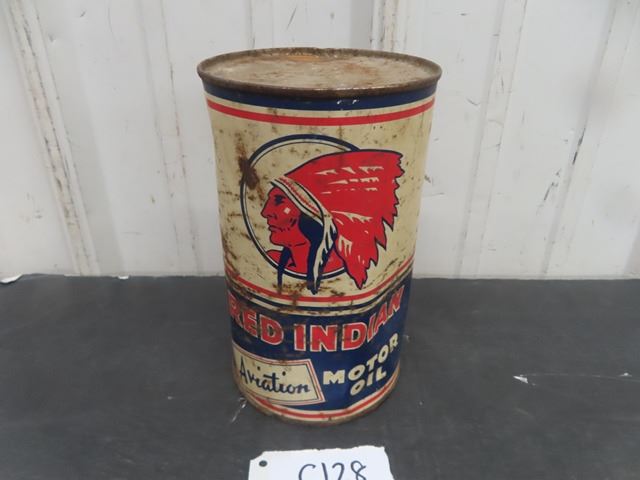 RED INDIAN
Aviation
MOTOR
OIL
C128